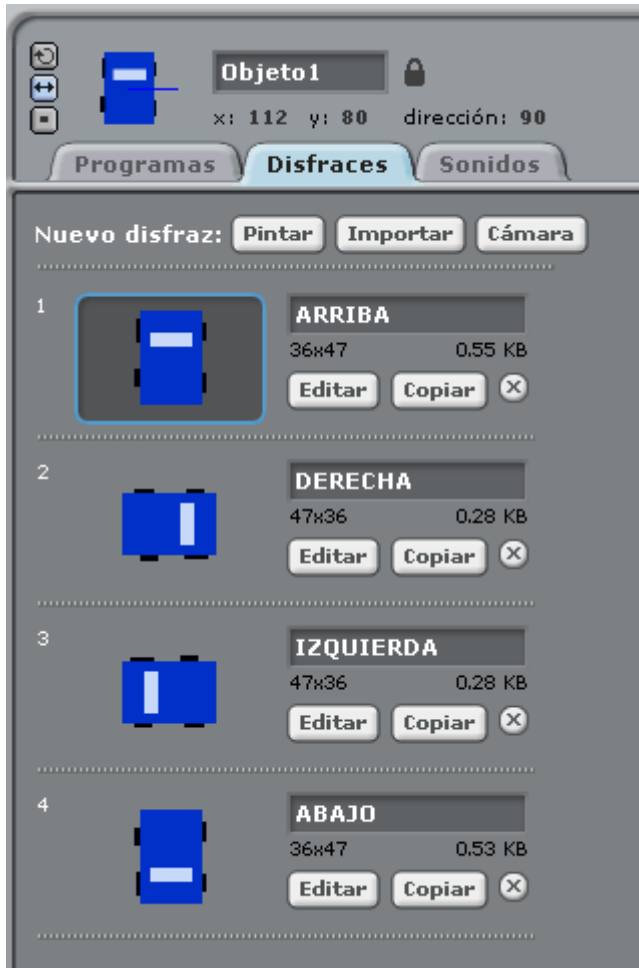 Objeto1
x: 112 y: 80 dirección: 90
Programas Disfraces Sonidos
Nuevo disfraz: Pintar Importar Cámara
1
ARRIBA
36x47 0.55 KB
Editar Copiar
2
DERECHA
47x36 0.28 KB
Editar Copiar
3
IZQUIERDA
47x36 0.28 KB
Editar Copiar
4
ABAJO
36x47 0.53 KB
Editar Copiar